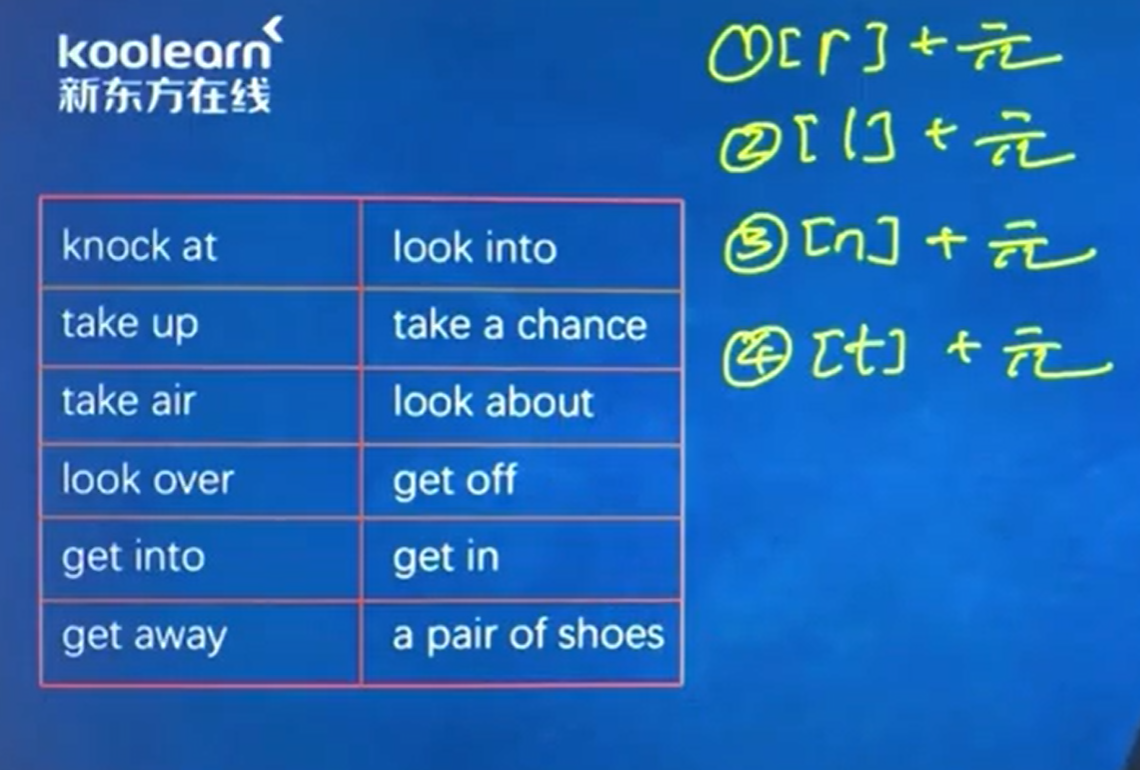 koolearn
新东方在线
① [r] + 元
② [l] + 元
③ [n] + 元
④ [t] + 元
knock at look into
take up take a chance
take air look about
look over get off
get into get in
get away a pair of shoes